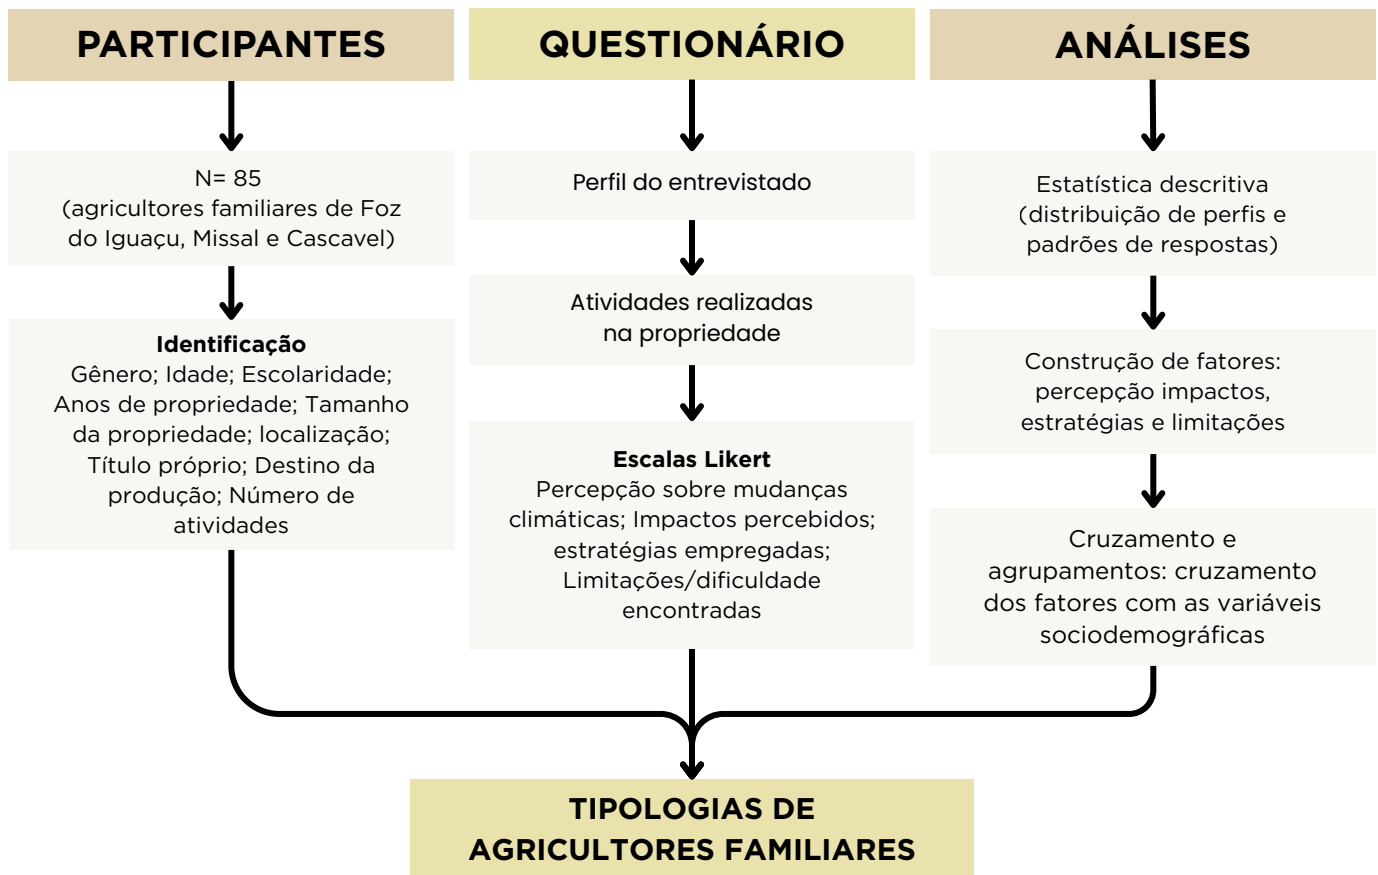 PARTICIPANTES
N= 85
(agricultores familiares de Foz
do Iguaçu, Missal e Cascavel)
Identificação
Gênero; Idade; Escolaridade;
Anos de propriedade; Tamanho
da propriedade; localização;
Título próprio; Destino da
produção; Número de
atividades
QUESTIONÁRIO
Perfil do entrevistado
Atividades realizadas
na propriedade
Escalas Likert
Percepção sobre mudanças
climáticas; Impactos percebidos;
estratégias empregadas;
Limitações/dificuldade
encontradas
ANÁLISES
Estatística descritiva
(distribuição de perfis e
padrões de respostas)
Construção de fatores:
percepção impactos,
estratégias e limitações
Cruzamento e
agrupamentos: cruzamento
dos fatores com as variáveis
sociodemográficas
TIPOLOGIAS DE
AGRICULTORES FAMILIARES